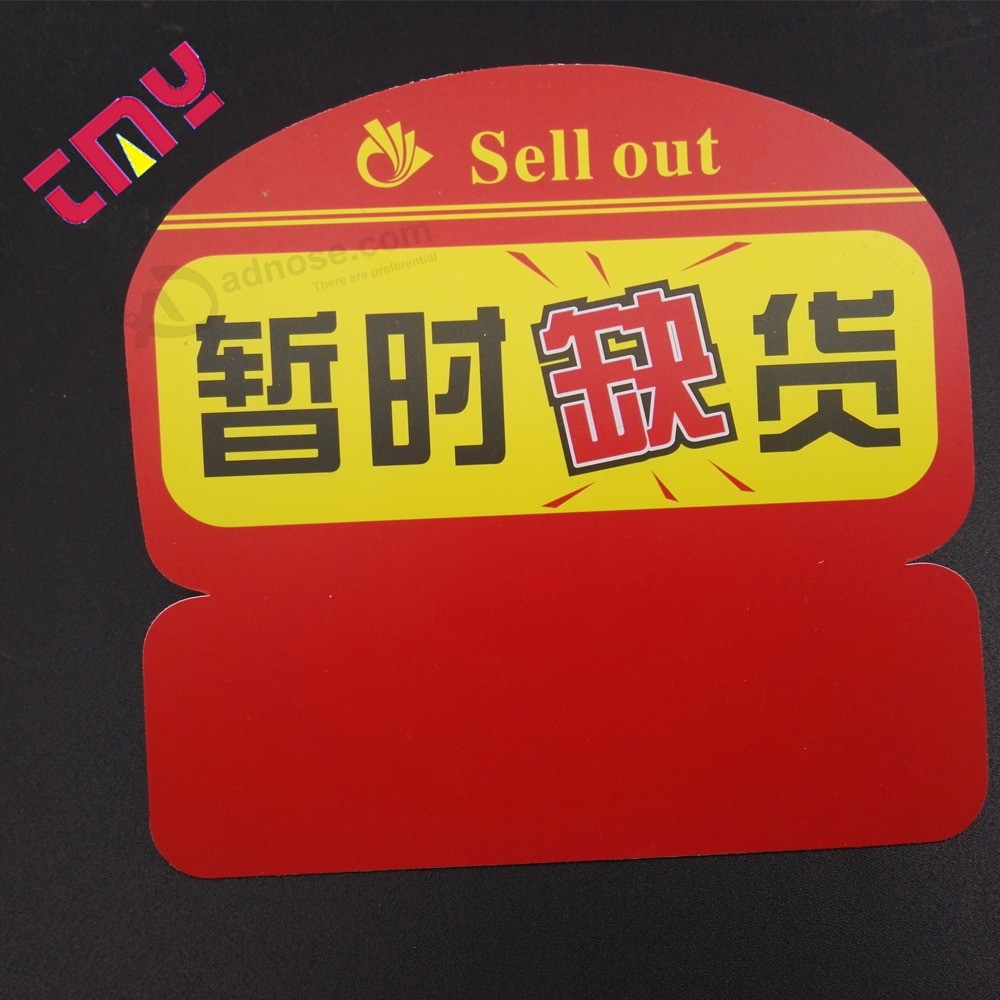 tmy
Sell out
adnose.com
There are preferential
暂时缺货